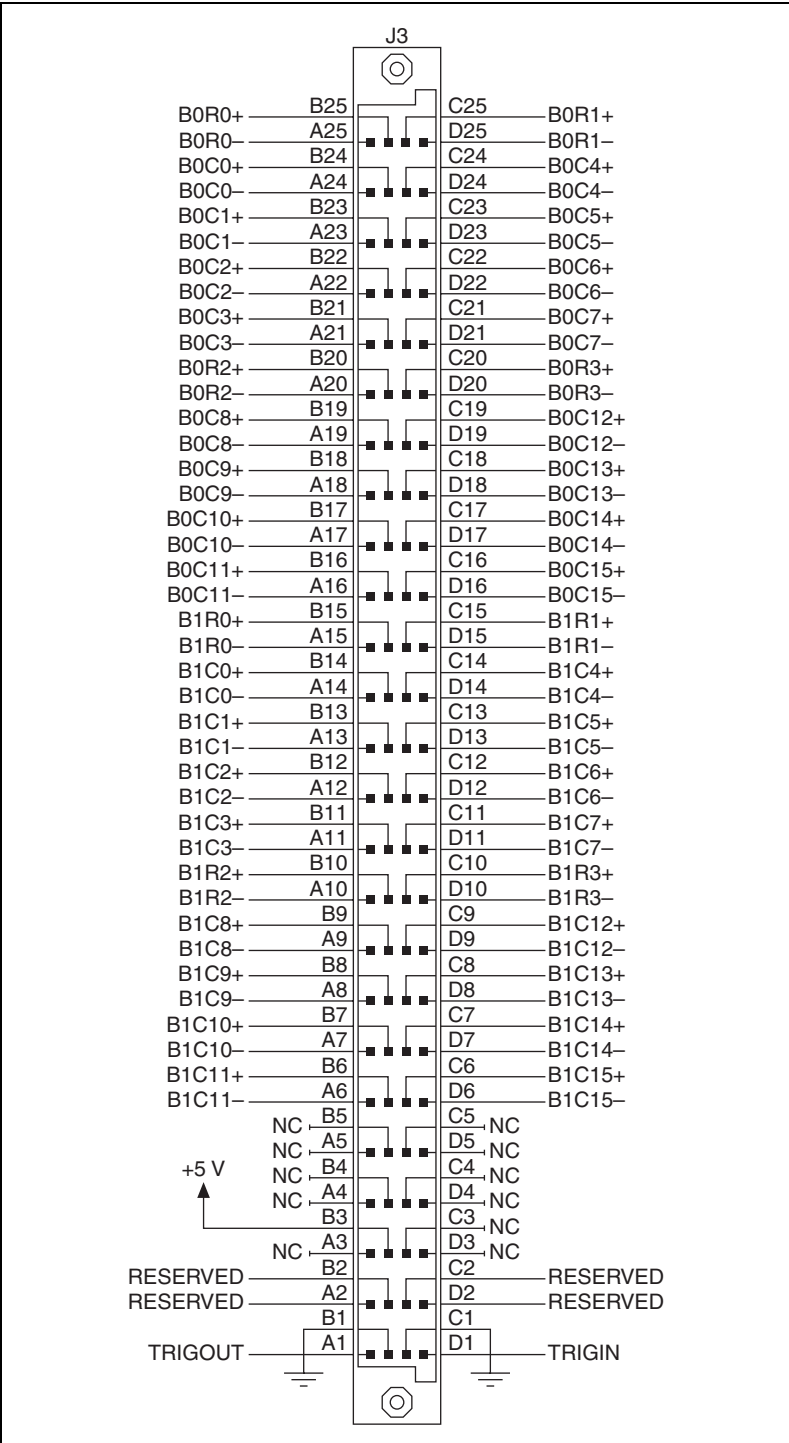 J3
B0R0+ B25 C25 B0R1+
B0R0– A25 D25 B0R1–
B0C0+ B24 C24 B0C4+
B0C0– A24 D24 B0C4–
B0C1+ B23 C23 B0C5+
B0C1– A23 D23 B0C5–
B0C2+ B22 C22 B0C6+
B0C2– A22 D22 B0C6–
B0C3+ B21 C21 B0C7+
B0C3– A21 D21 B0C7–
B0R2+ B20 C20 B0R3+
B0R2– A20 D20 B0R3–
B0C8+ B19 C19 B0C12+
B0C8– A19 D19 B0C12–
B0C9+ B18 C18 B0C13+
B0C9– A18 D18 B0C13–
B0C10+ B17 C17 B0C14+
B0C10– A17 D17 B0C14–
B0C11+ B16 C16 B0C15+
B0C11– A16 D16 B0C15–
B1R0+ B15 C15 B1R1+
B1R0– A15 D15 B1R1–
B1C0+ B14 C14 B1C4+
B1C0– A14 D14 B1C4–
B1C1+ B13 C13 B1C5+
B1C1– A13 D13 B1C5–
B1C2+ B12 C12 B1C6+
B1C2– A12 D12 B1C6–
B1C3+ B11 C11 B1C7+
B1C3– A11 D11 B1C7–
B1R2+ B10 C10 B1R3+
B1R2– A10 D10 B1R3–
B1C8+ B9 C9 B1C12+
B1C8– A9 D9 B1C12–
B1C9+ B8 C8 B1C13+
B1C9– A8 D8 B1C13–
B1C10+ B7 C7 B1C14+
B1C10– A7 D7 B1C14–
B1C11+ B6 C6 B1C15+
B1C11– A6 D6 B1C15–
NC B5 C5 NC
NC A5 D5 NC
NC B4 C4 NC
+5 V
NC A4 D4 NC
B3 C3 NC
NC A3 D3 NC
RESERVED B2 C2 RESERVED
RESERVED A2 D2 RESERVED
B1 C1
TRIGOUT A1 D1 TRIGIN